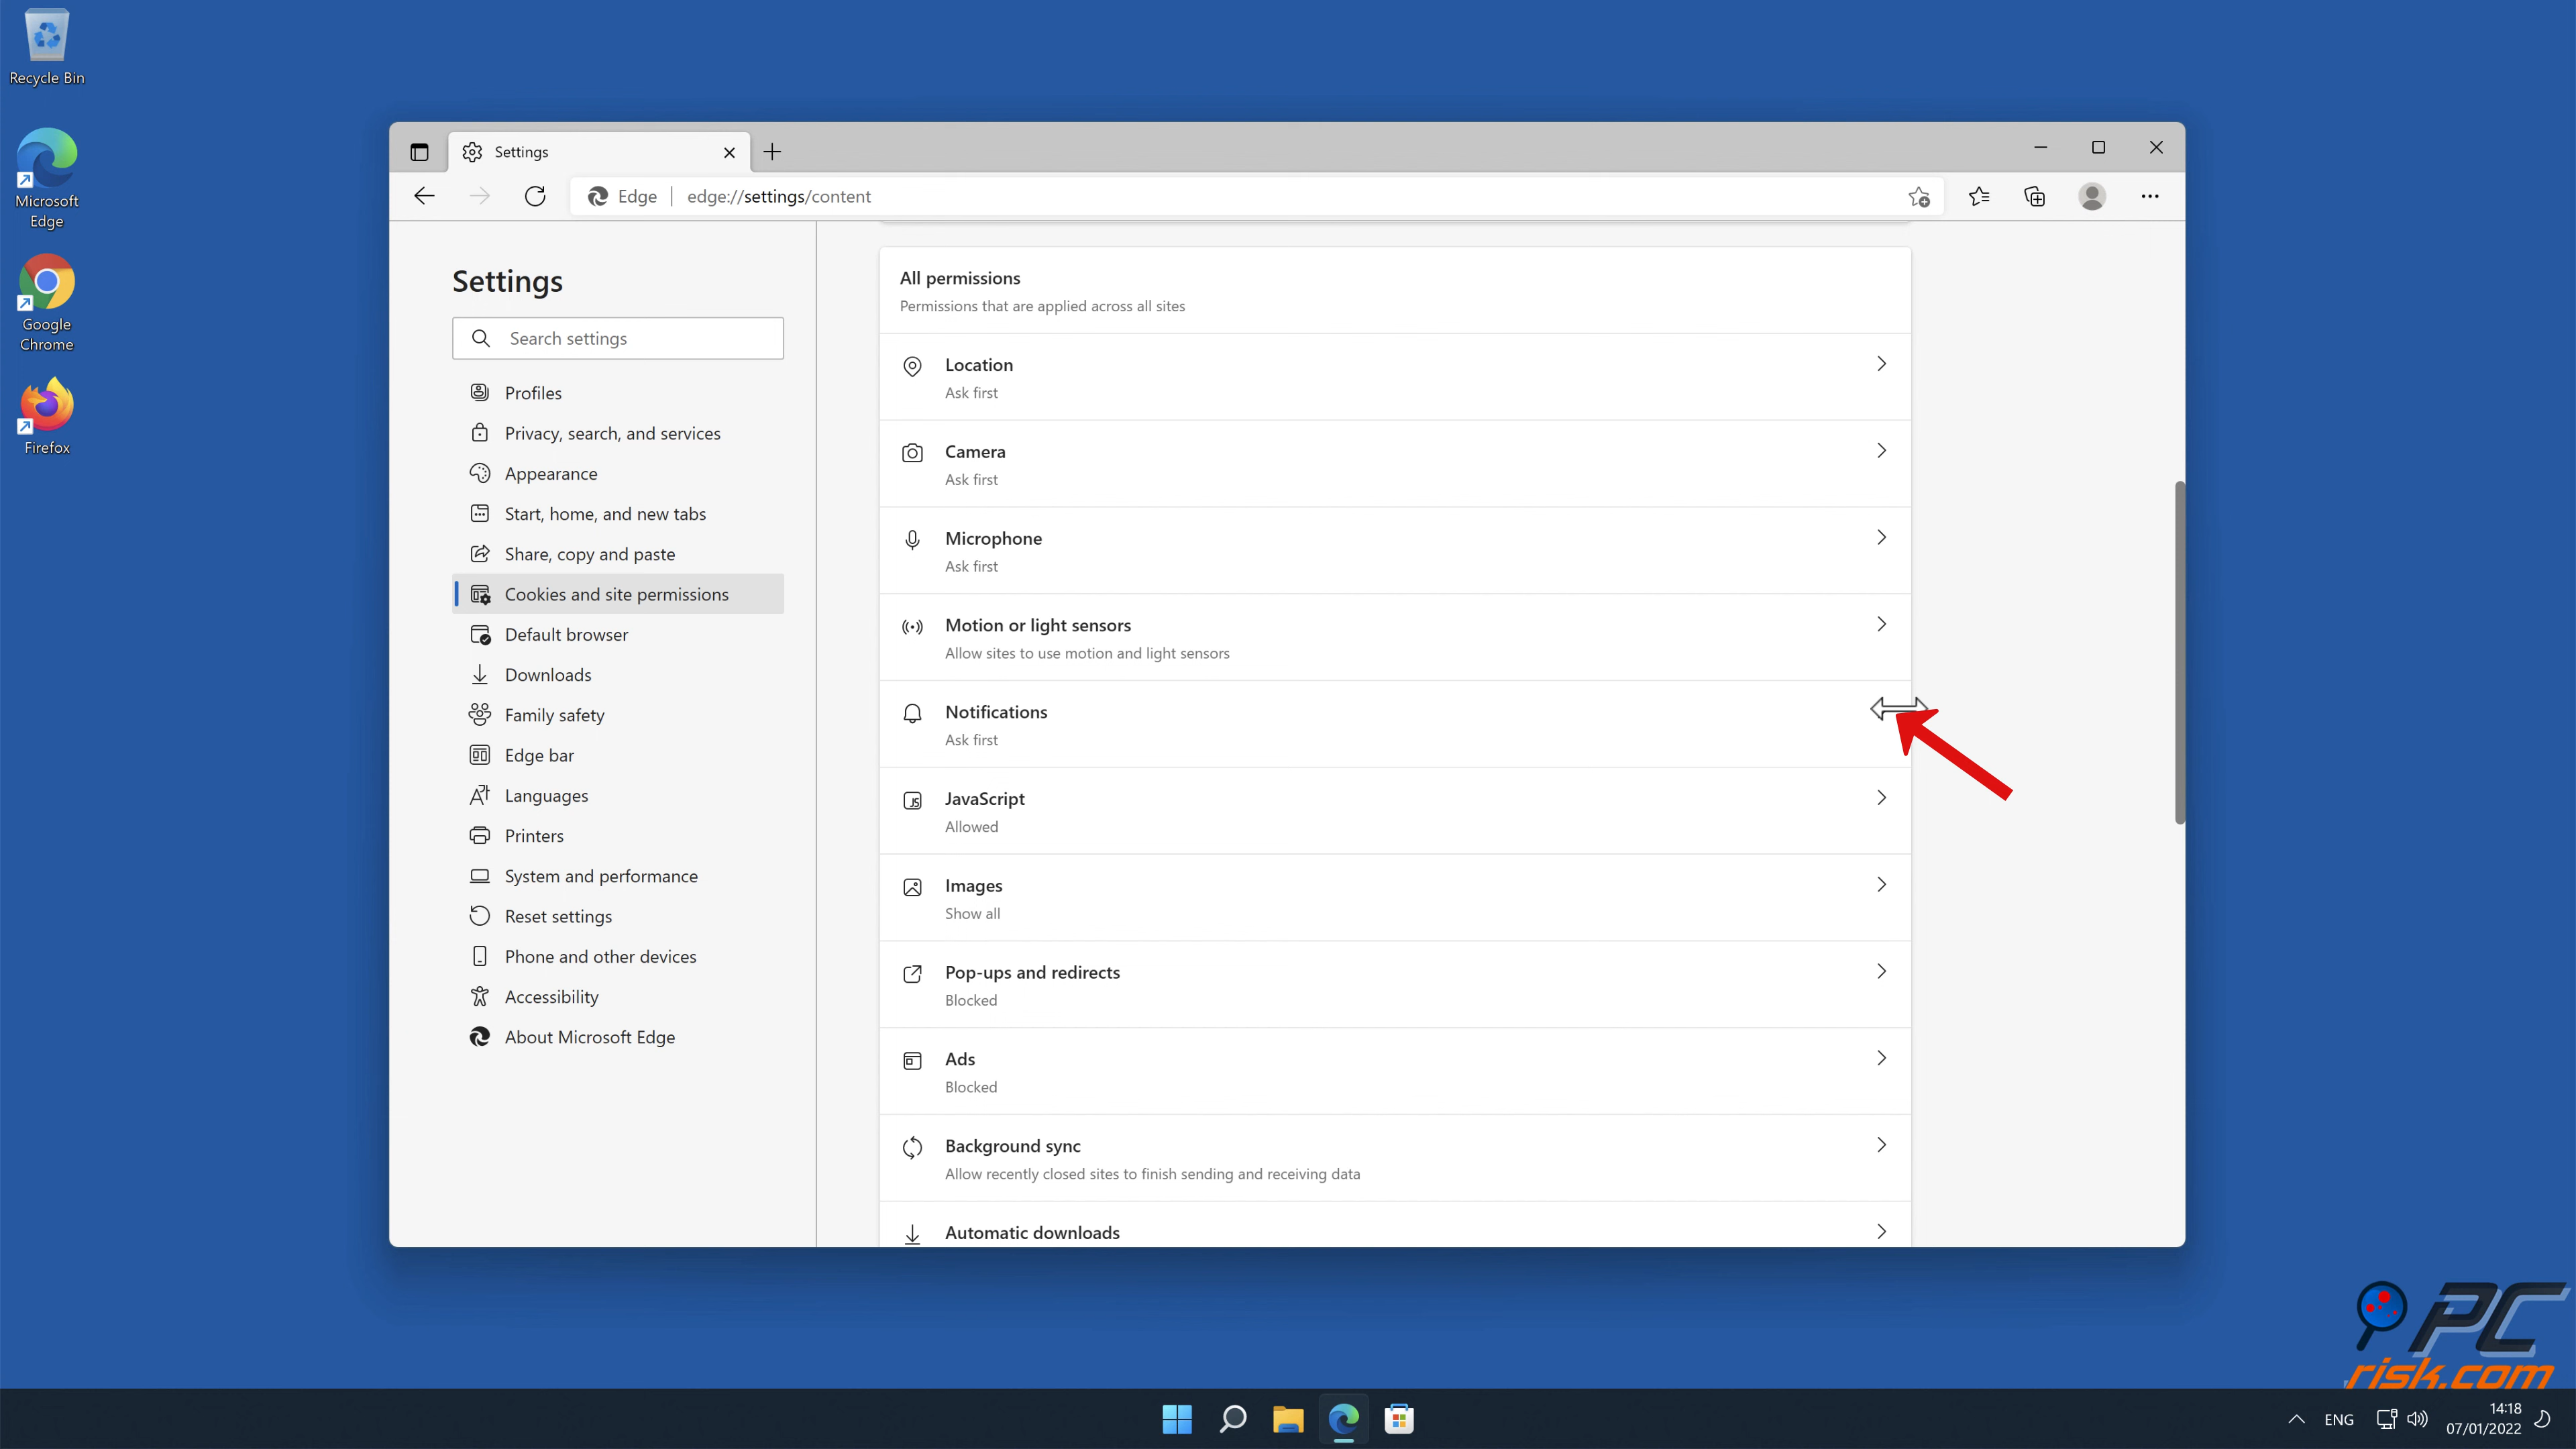 Recycle Bin
Microsoft
Edge
Google
Chrome
Firefox
Settings
Edge
edge://settings/content
Settings
Search settings
Profiles
Privacy, search, and services
Appearance
Start, home, and new tabs
Share, copy and paste
Cookies and site permissions
Default browser
Downloads
Family safety
Edge bar
Languages
Printers
System and performance
Reset settings
Phone and other devices
Accessibility
About Microsoft Edge
All permissions
Permissions that are applied across all sites
Location
Ask first
Camera
Ask first
Microphone
Ask first
Motion or light sensors
Allow sites to use motion and light sensors
Notifications
Ask first
JavaScript
Allowed
Images
Show all
Pop-ups and redirects
Blocked
Ads
Blocked
Background sync
Allow recently closed sites to finish sending and receiving data
Automatic downloads
PC
risk.com
ENG
14:18
07/01/2022